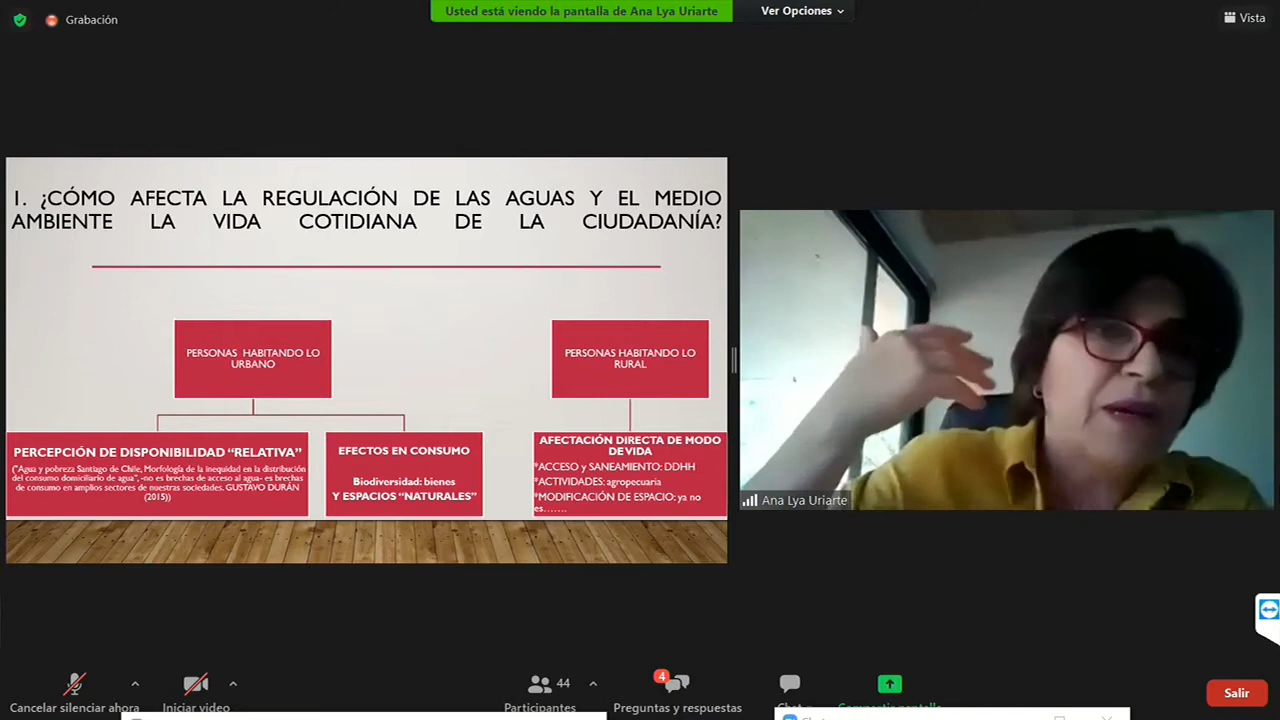 Grabación
Usted está viendo la pantalla de Ana Lya Uriarte
Ver Opciones
Vista
1. ¿CÓMO AFECTA LA REGULACIÓN DE LAS AGUAS Y EL MEDIO
AMBIENTE LA VIDA COTIDIANA DE LA CIUDADANÍA?
PERSONAS HABITANDO LO
URBANO
PERSONAS HABITANDO LO
RURAL
PERCEPCIÓN DE DISPONIBILIDAD “RELATIVA”
(“Agua y pobreza Santiago de Chile, Morfología de la inequidad en la distribución
del consumo domiciliario de agua”, -no es brechas de acceso al agua- es brechas
de consumo en amplios sectores de nuestras sociedades. GUSTAVO DURÁN
(2015))
EFECTOS EN CONSUMO
Biodiversidad: bienes
Y ESPACIOS “NATURALES”
AFECTACIÓN DIRECTA DE MODO
DE VIDA
*ACCESO y SANEAMIENTO: DDHH
*ACTIVIDADES: agropecuaria
*MODIFICACIÓN DE ESPACIO: ya no
es.......
Ana Lya Uriarte
Cancelar silenciar ahora
Iniciar video
44
Participantes
4
Preguntas y respuestas
Chat
Compartir pantalla
Salir
Chat